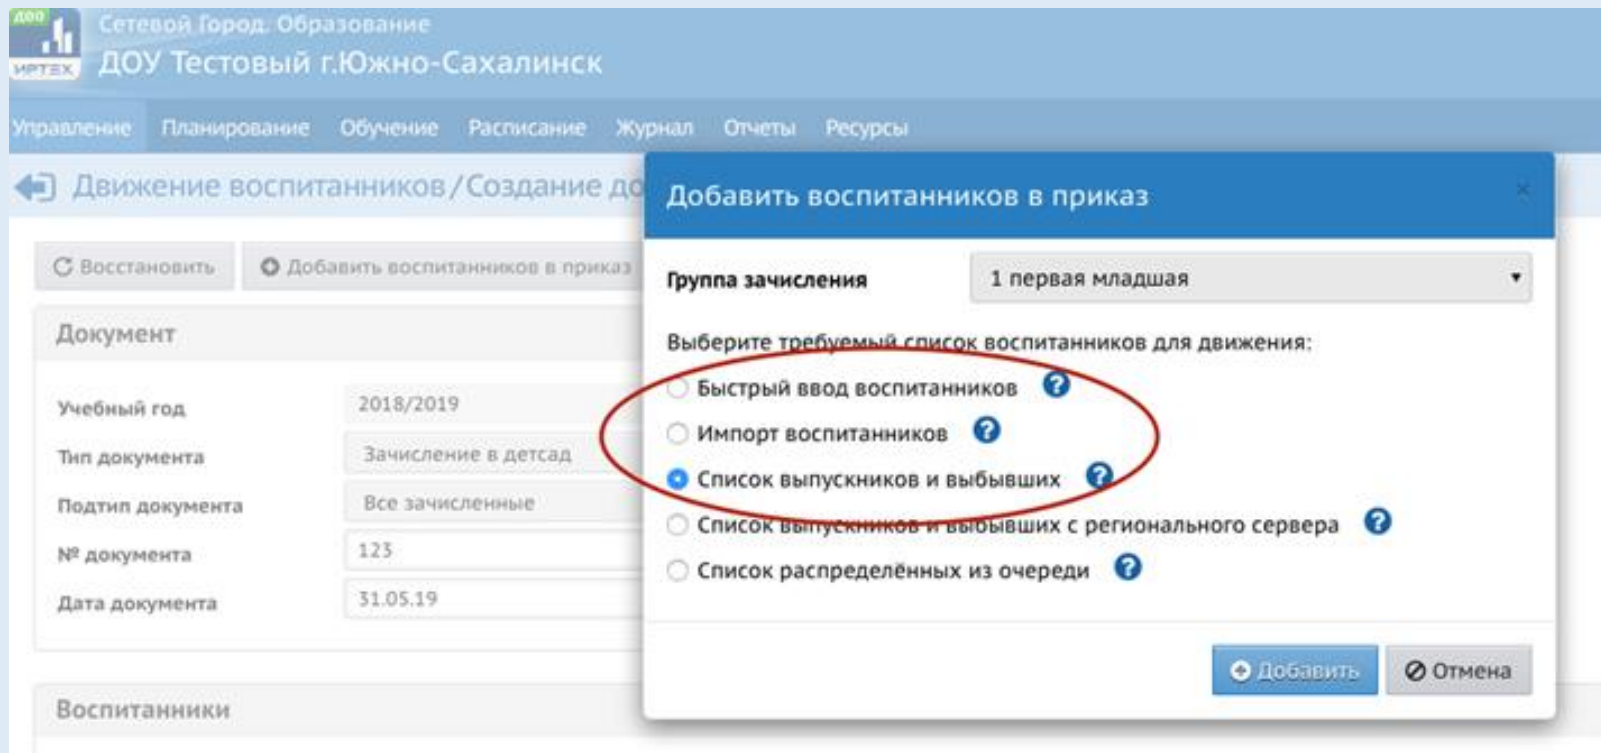 ДОО
Сетевой Город. Образование
ИРТЕХ
ДОУ Тестовый г.Южно-Сахалинск
Управление Планирование Обучение Расписание Журнал Отчеты Ресурсы
Движение воспитанников/Создание до
Восстановить Добавить воспитанников в приказ
Документ
Учебный год 2018/2019
Тип документа Зачисление в детсад
Подтип документа Все зачисленные
№ документа 123
Дата документа 31.05.19
Воспитанники
Добавить воспитанников в приказ ×
Группа зачисления 1 первая младшая
Выберите требуемый список воспитанников для движения:
Быстрый ввод воспитанников ?
Импорт воспитанников ?
Список выпускников и выбывших ?
Список выпускников и выбывших с регионального сервера ?
Список распределённых из очереди ?
Добавить Отмена